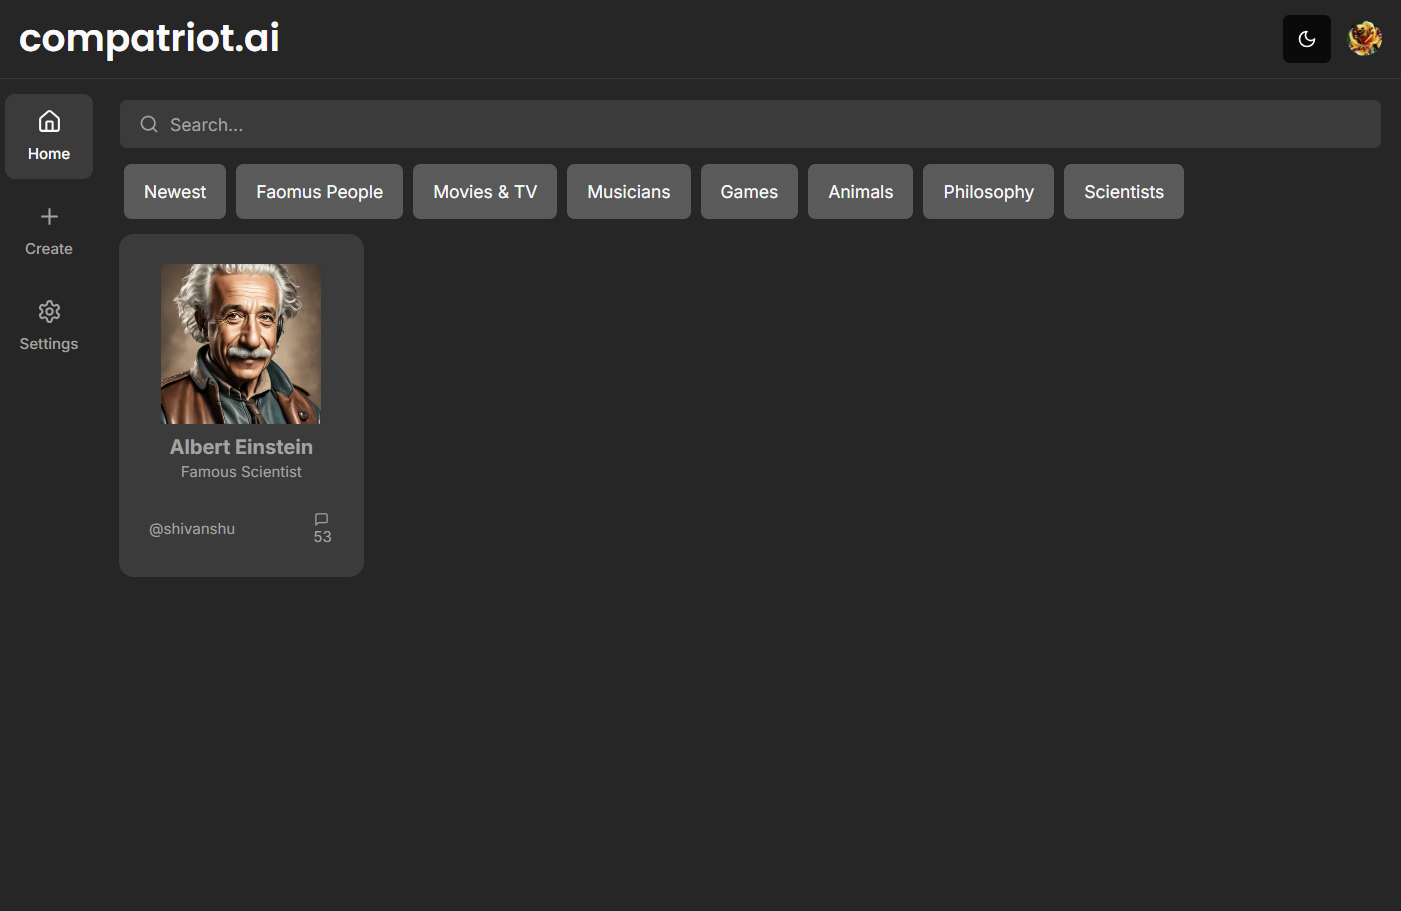 compatriot.ai
Home
Create
Settings
Search...
Newest
Faomus People
Movies & TV
Musicians
Games
Animals
Philosophy
Scientists
Albert Einstein
Famous Scientist
@shivanshu
53